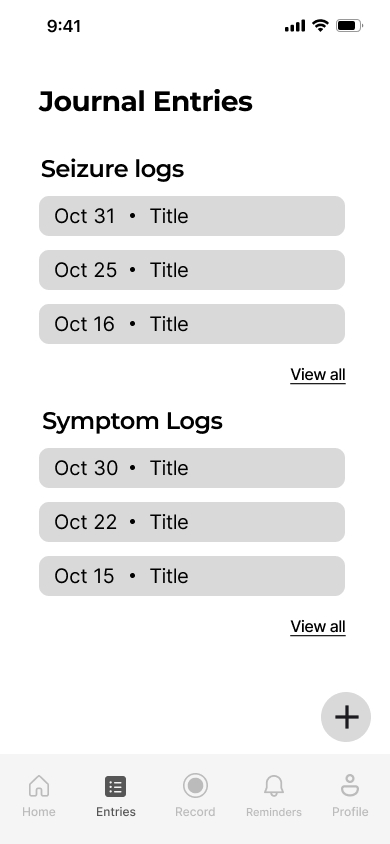 9:41
Journal Entries
Seizure logs
Oct 31 • Title
Oct 25 • Title
Oct 16 • Title
View all
Symptom Logs
Oct 30 • Title
Oct 22 • Title
Oct 15 • Title
View all
Home Entries Record Reminders Profile